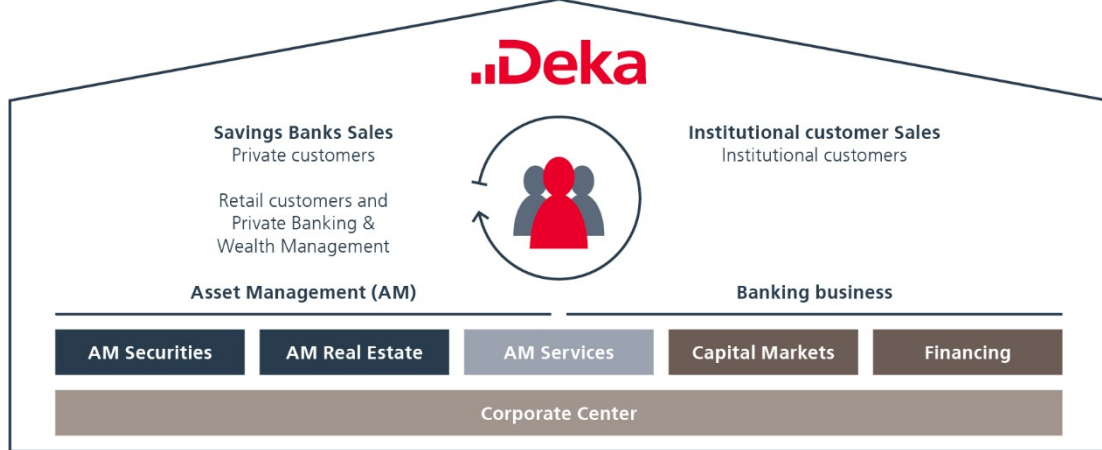 Deka
Savings Banks Sales
Private customers
Retail customers and
Private Banking &
Wealth Management
Institutional customer Sales
Institutional customers
Asset Management (AM)
Banking business
AM Securities
AM Real Estate
AM Services
Capital Markets
Financing
Corporate Center